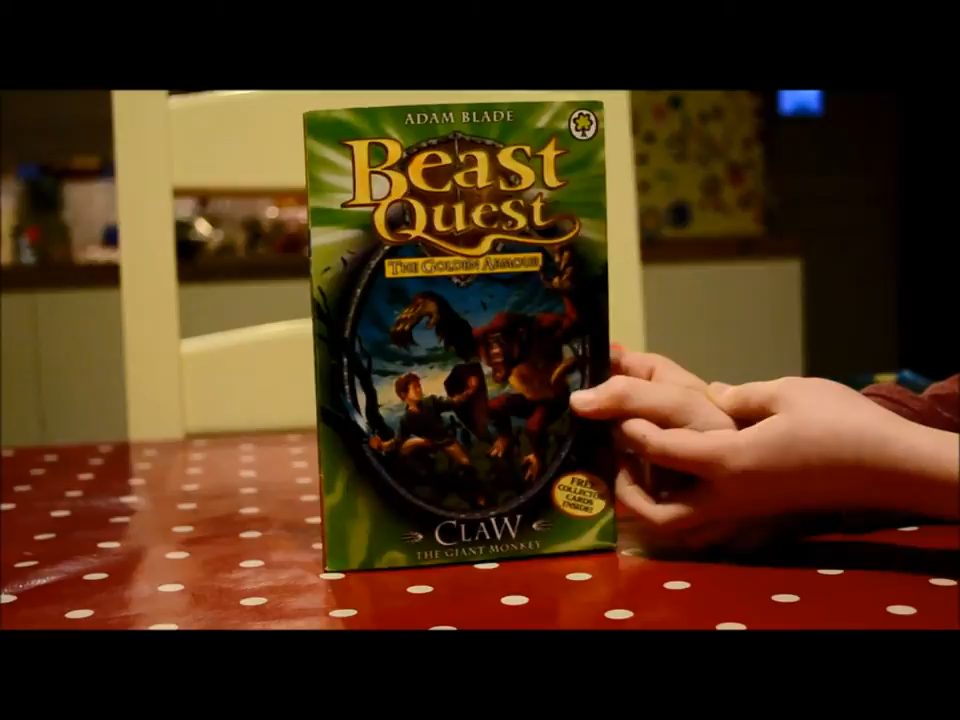 ADAM BLADE
Beast
Quest
THE GOLDEN ARMOUR
FREE
COLLECTOR
CARDS
INSIDE!
CLAW
THE GIANT MONKEY